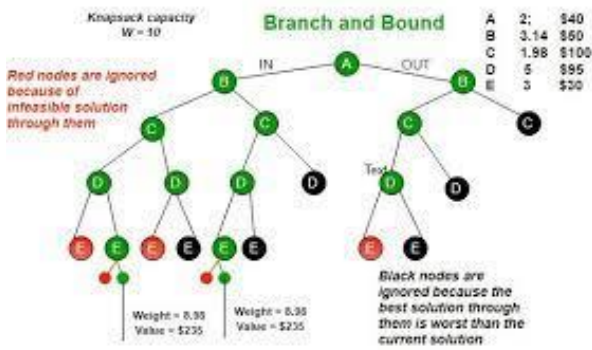 Knapsack capacity
W = 10
Branch and Bound
A 2; $40
B 3.14 $50
C 1.98 $100
D 5 $95
E 3 $30
Red nodes are ignored
because of
infeasible solution
through them
IN
OUT
A
B
B
C
C
C
C
D
D
D
D
Text
D
D
E
E
E
E
E
E
E
E
Weight = 8.98
Value = $235
Weight = 8.98
Value = $235
Black nodes are
ignored because the
best solution through
them is worst than the
current solution